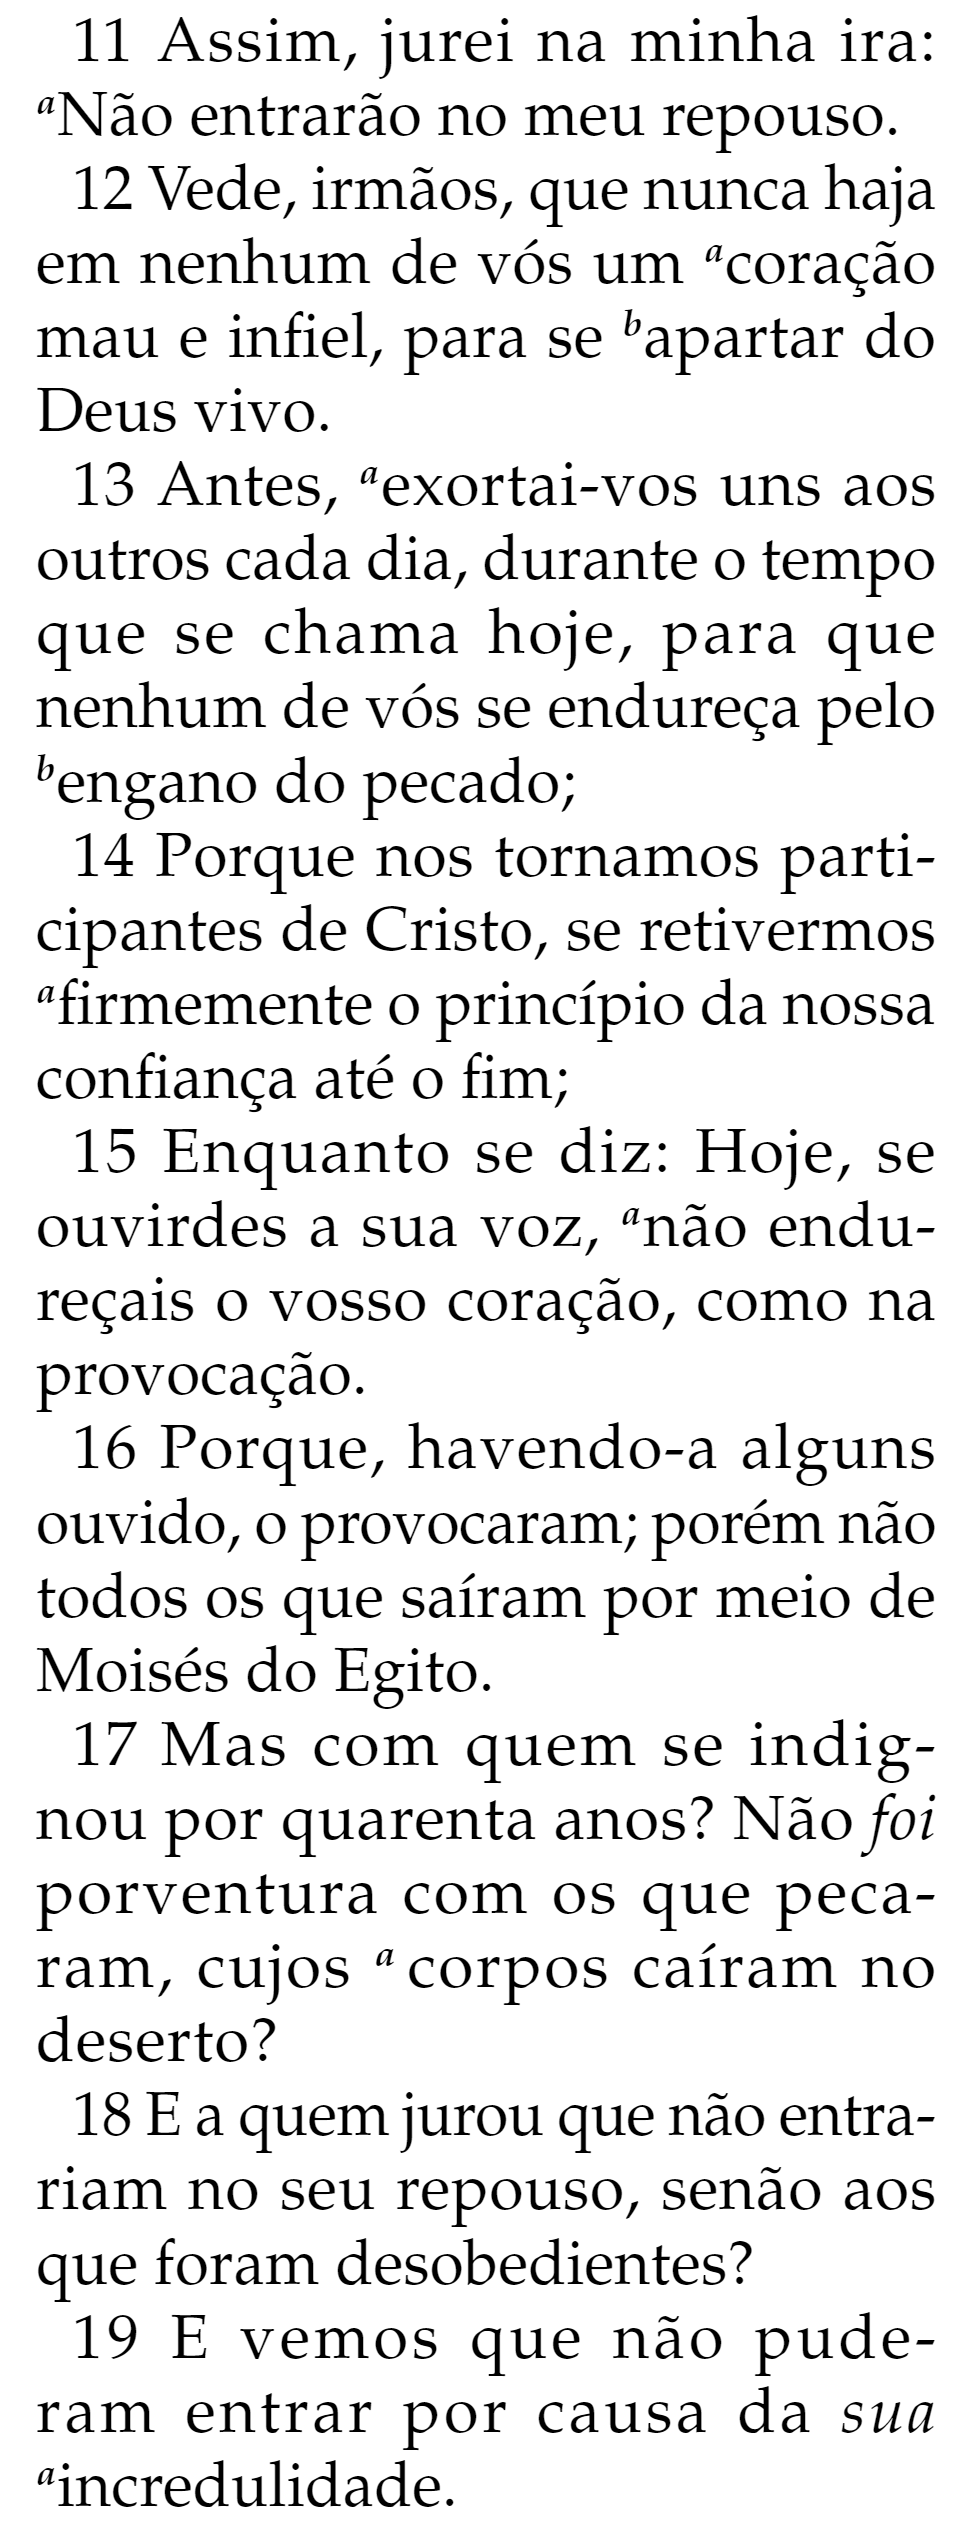 11 Assim, jurei na minha ira:
aNão entrarão no meu repouso.
12 Vede, irmãos, que nunca haja
em nenhum de vós um acoração
mau e infiel, para se bapartar do
Deus vivo.
13 Antes, aexortai-vos uns aos
outros cada dia, durante o tempo
que se chama hoje, para que
nenhum de vós se endureça pelo
bengano do pecado;
14 Porque nos tornamos parti-
cipantes de Cristo, se retivermos
afirmemente o princípio da nossa
confiança até o fim;
15 Enquanto se diz: Hoje, se
ouvirdes a sua voz, anão endu-
reçais o vosso coração, como na
provocação.
16 Porque, havendo-a alguns
ouvido, o provocaram; porém não
todos os que saíram por meio de
Moisés do Egito.
17 Mas com quem se indig-
nou por quarenta anos? Não foi
porventura com os que peca-
ram, cujos a corpos caíram no
deserto?
18 E a quem jurou que não entra-
riam no seu repouso, senão aos
que foram desobedientes?
19 E vemos que não pude-
ram entrar por causa da sua
aincredulidade.